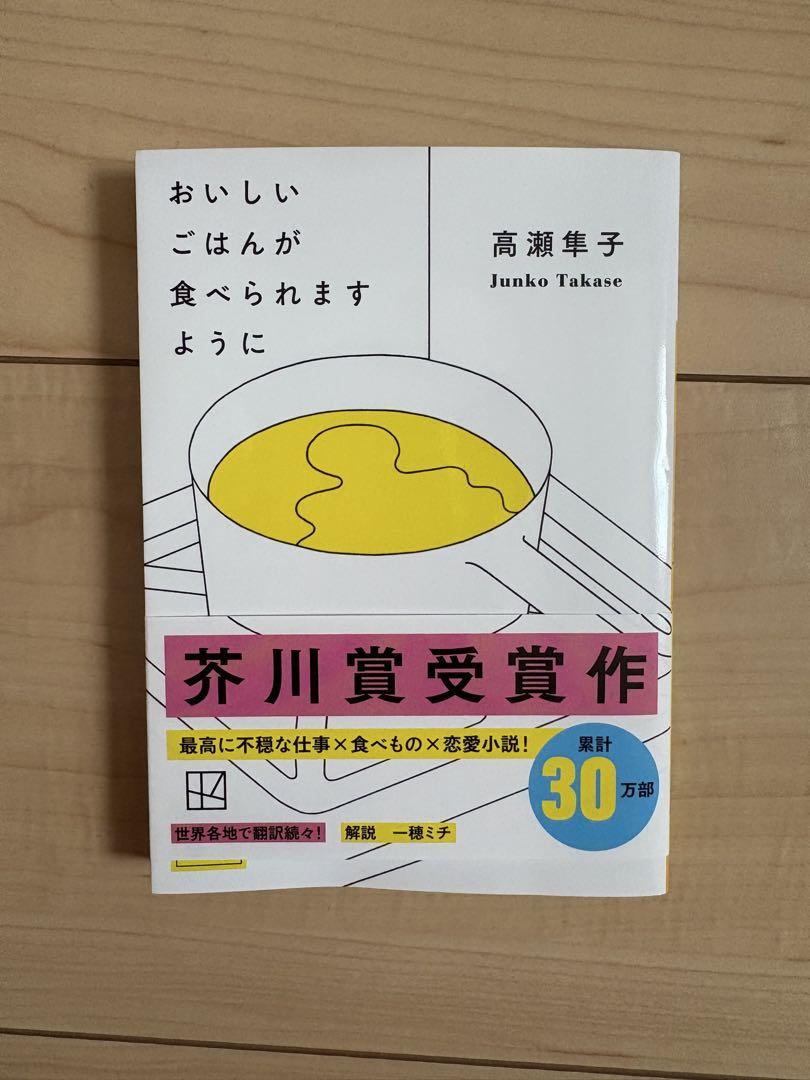 おいしい
ごはんが
食べられます
ように
高瀬隼子
Junko Takase
芥川賞受賞作
最高に不穏な仕事×食べもの×恋愛小説!
累計
30万部
世界各地で翻訳続々!
解説 一穂ミチ